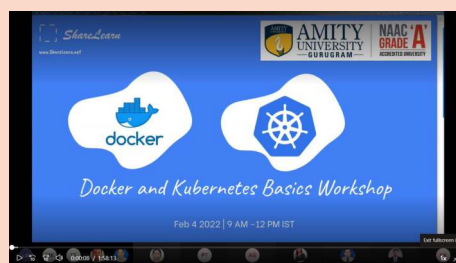 ShareLearn
www.ShareLearn.net
AMITY
UNIVERSITY
GURUGRAM
NAAC
GRADE 'A'
ACCREDITED UNIVERSITY
docker
Docker and Kubernetes Basics Workshop
Feb 4 2022 | 9 AM -12 PM IST
Exit fullscreen
0:00:08 / 1:58:13
1x